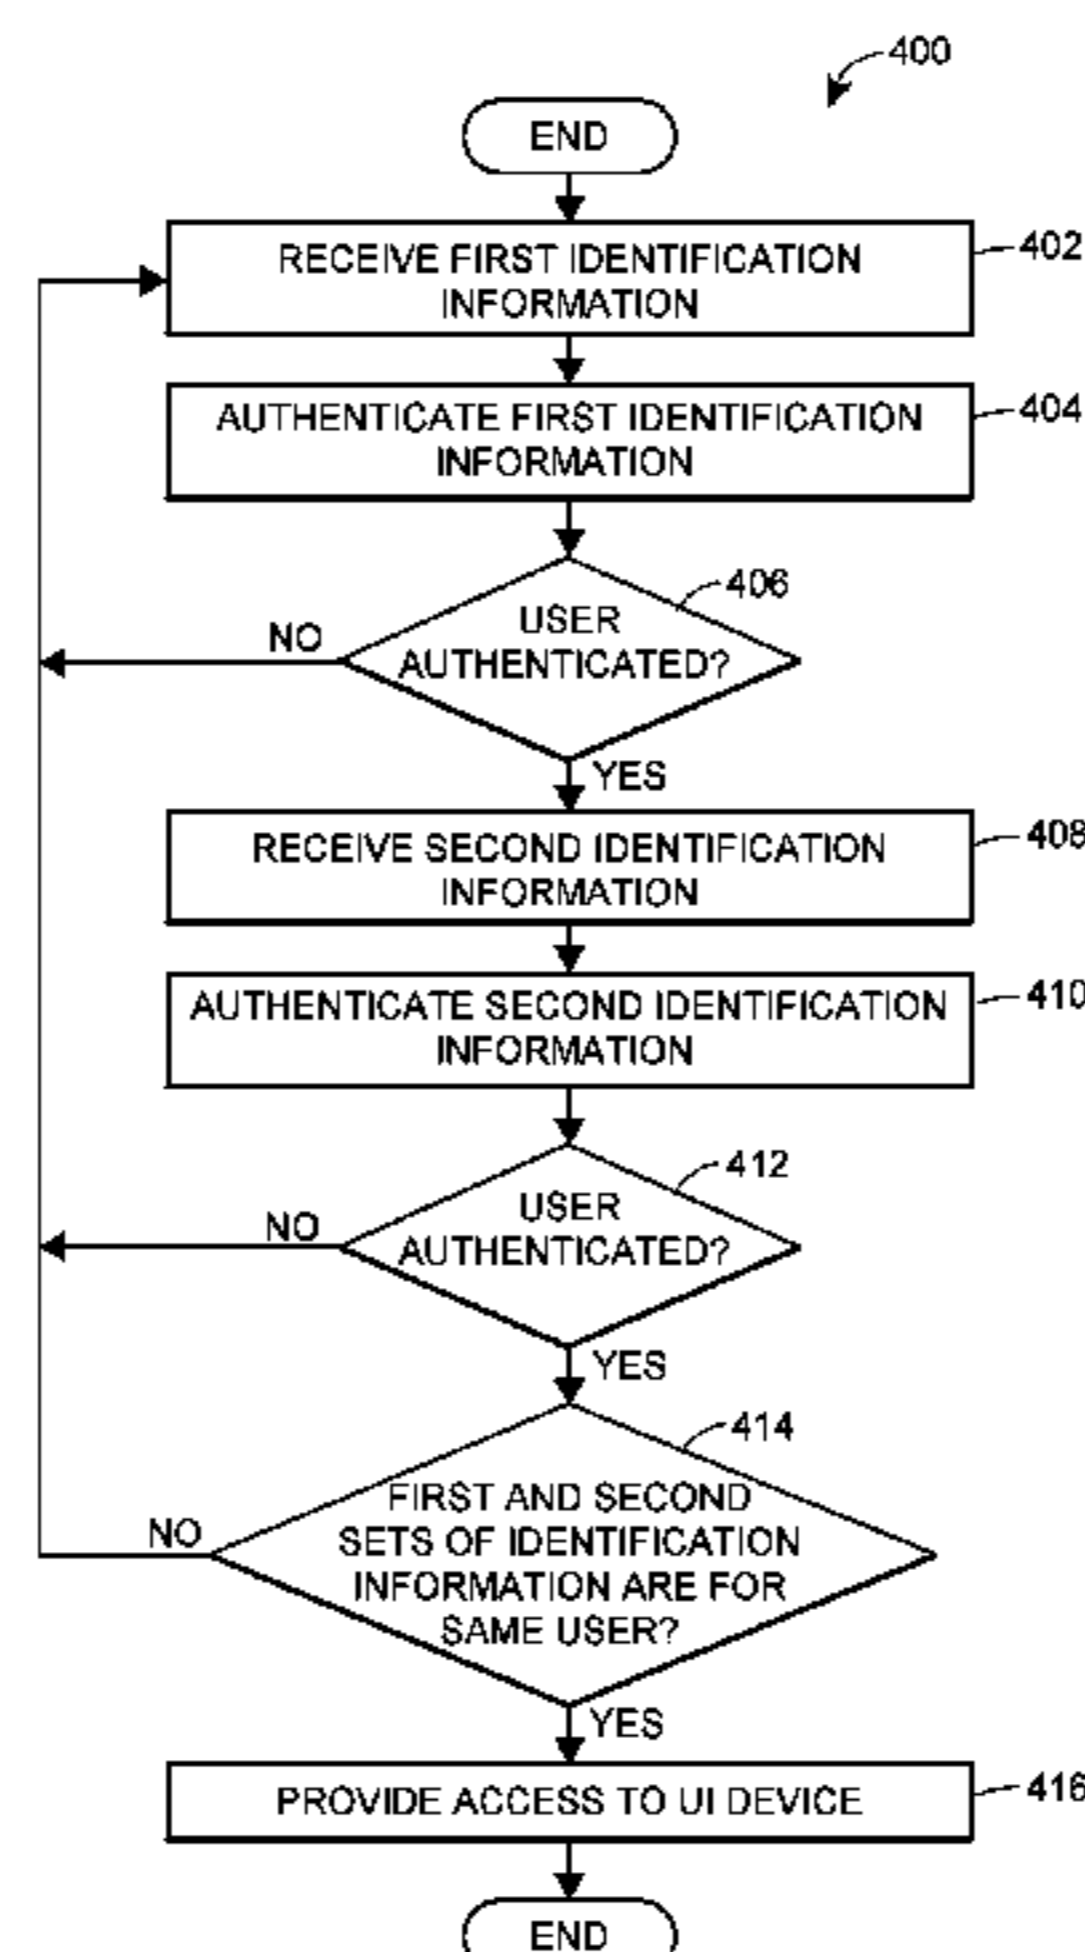 400
END
RECEIVE FIRST IDENTIFICATION
INFORMATION
402
AUTHENTICATE FIRST IDENTIFICATION
INFORMATION
404
406
USER
AUTHENTICATED?
NO
YES
RECEIVE SECOND IDENTIFICATION
INFORMATION
408
AUTHENTICATE SECOND IDENTIFICATION
INFORMATION
410
412
USER
AUTHENTICATED?
NO
YES
414
FIRST AND SECOND
SETS OF IDENTIFICATION
INFORMATION ARE FOR
SAME USER?
NO
YES
PROVIDE ACCESS TO UI DEVICE
416
END